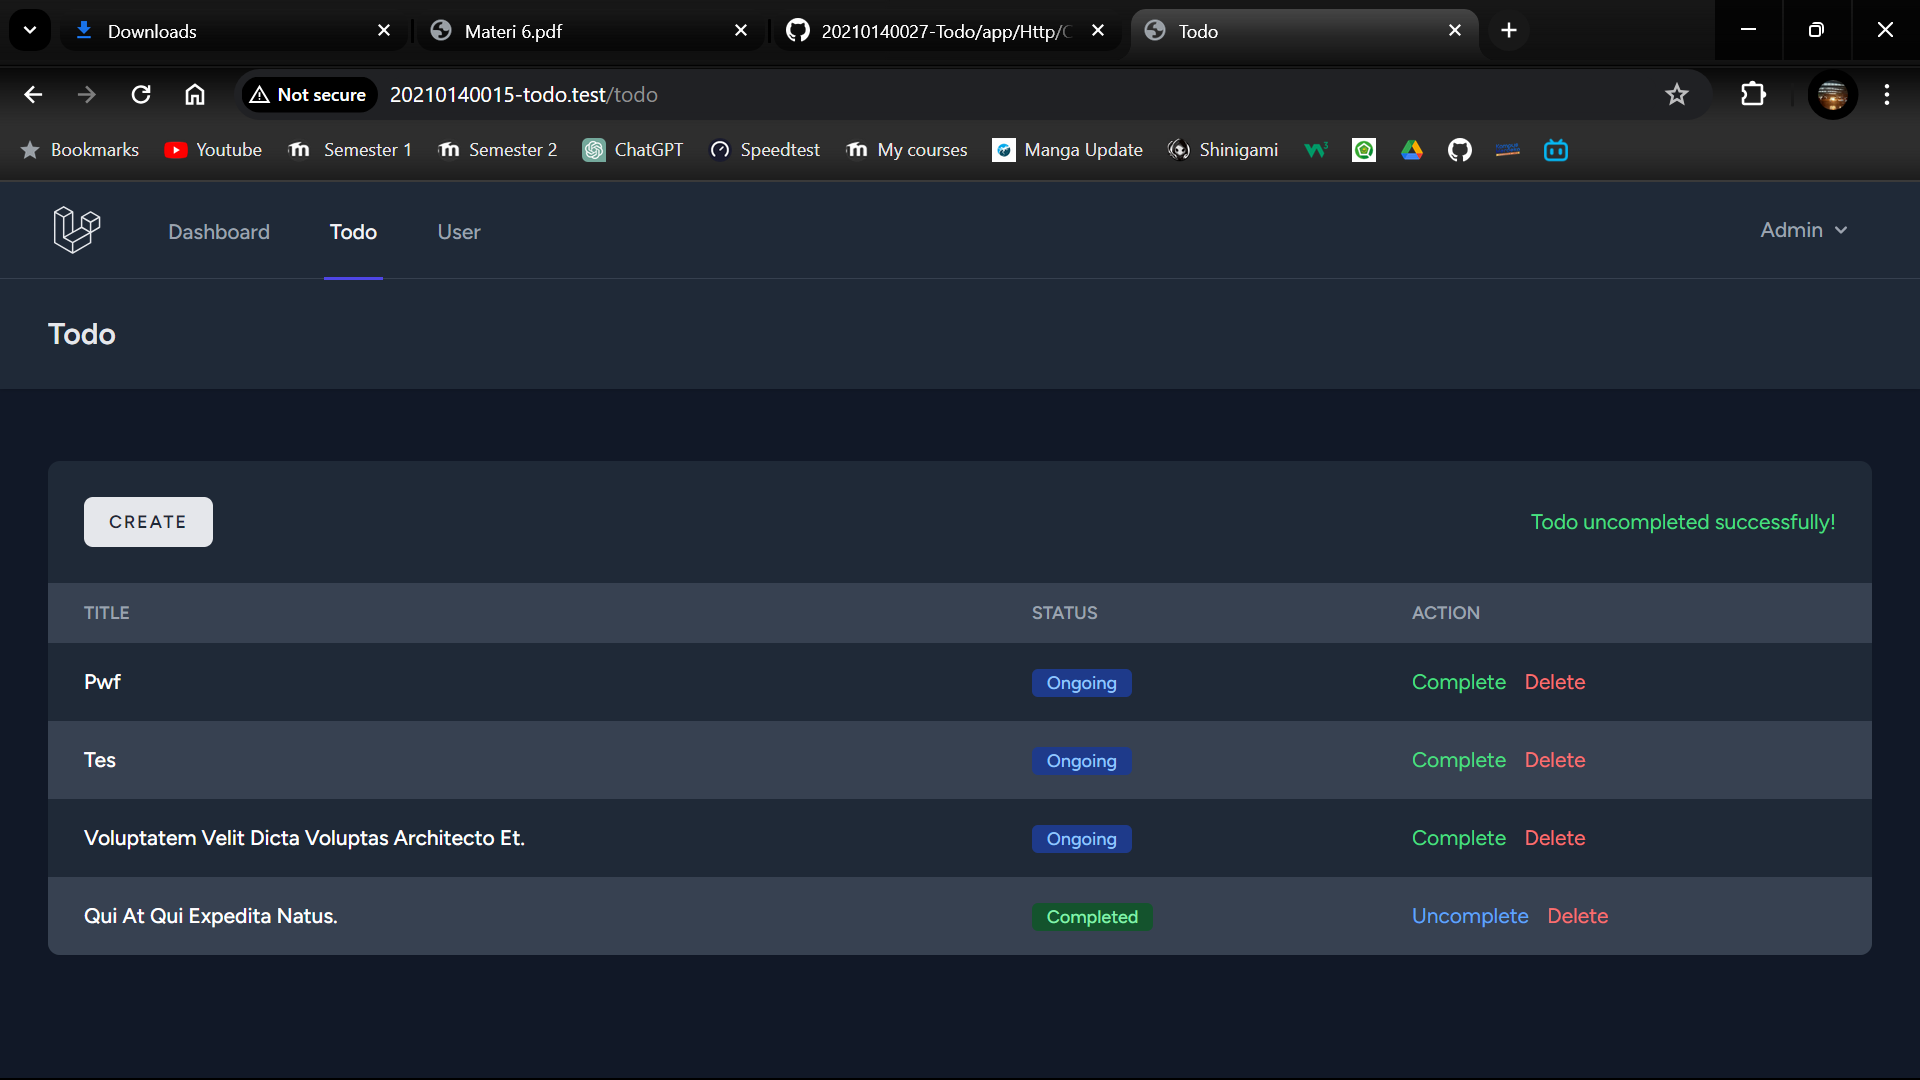 Downloads
Materi 6.pdf
20210140027-Todo/app/Http/C
Todo
Not secure
20210140015-todo.test/todo
Bookmarks
Youtube
Semester 1
Semester 2
ChatGPT
Speedtest
My courses
Manga Update
Shinigami
Dashboard
Todo
User
Admin
Todo
CREATE
Todo uncompleted successfully!
TITLE STATUS ACTION
Pwf Ongoing Complete Delete
Tes Ongoing Complete Delete
Voluptatem Velit Dicta Voluptas Architecto Et. Ongoing Complete Delete
Qui At Qui Expedita Natus. Completed Uncomplete Delete